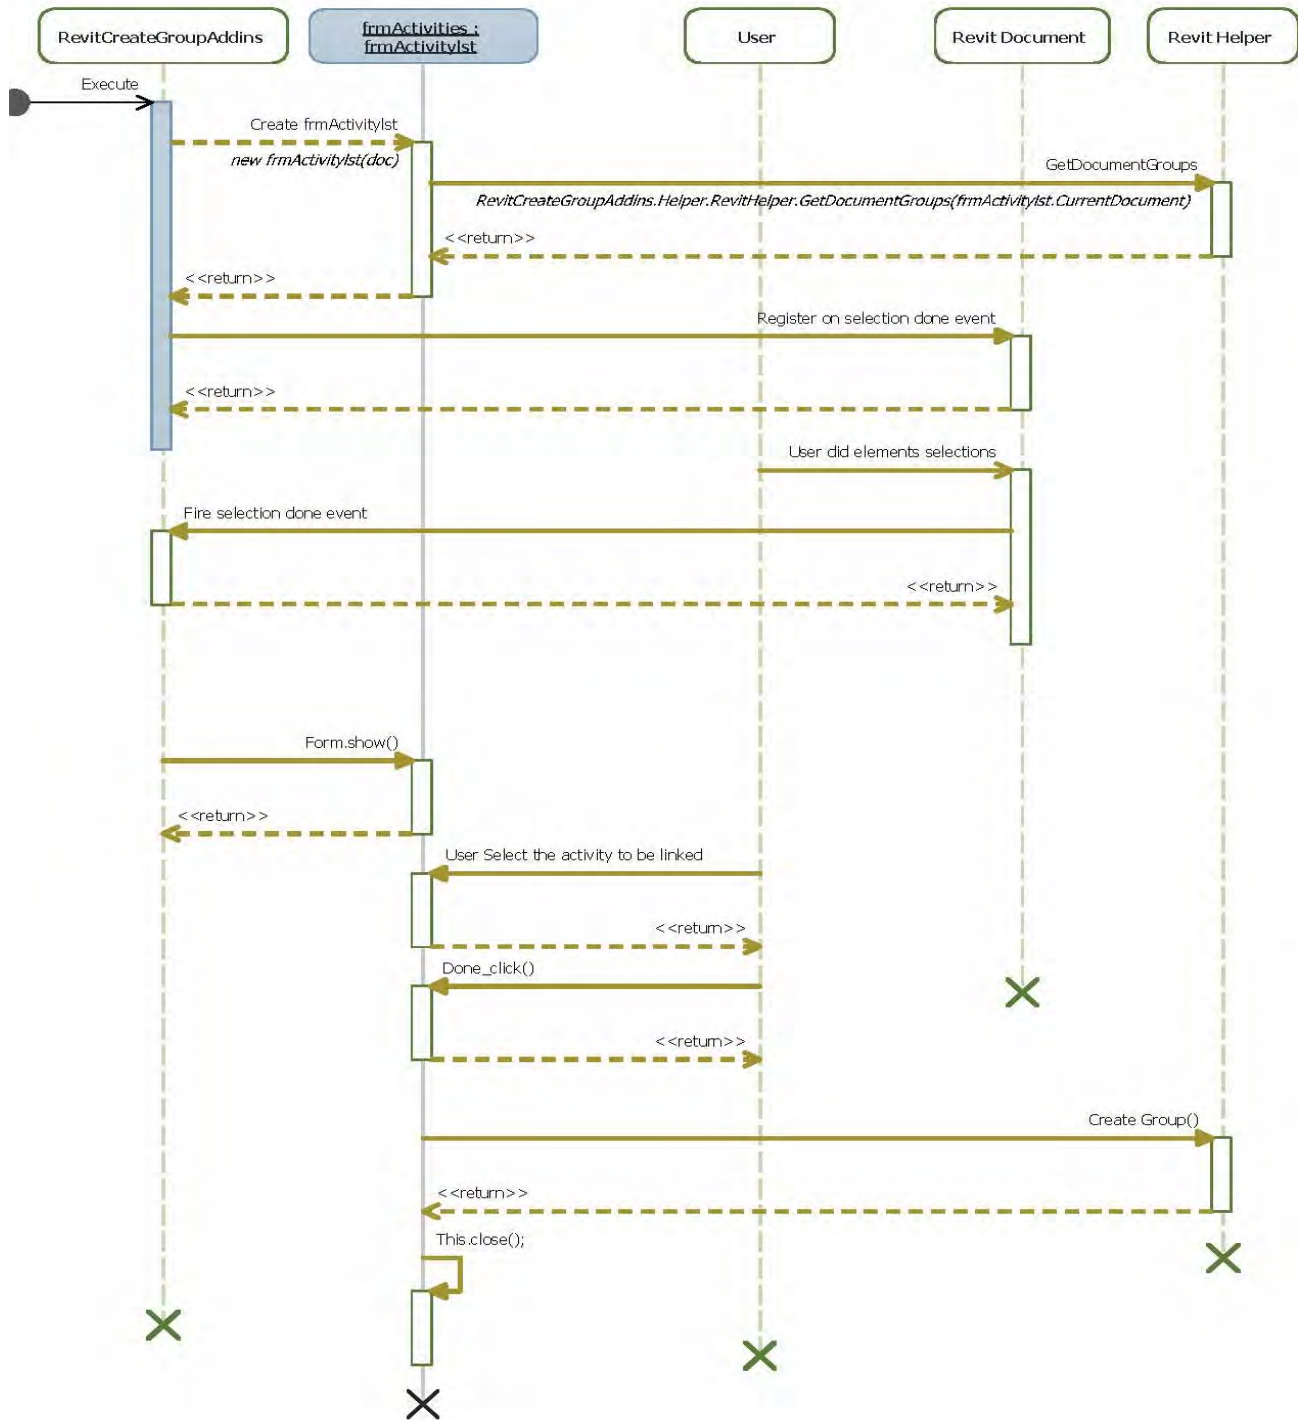 RevitCreateGroupAddins
frmActivities :
frmActivitylst
User
Revit Document
Revit Helper
Execute
Create frmActivitylst
new frmActivitylst(doc)
GetDocumentGroups
RevitCreateGroupAddins.Helper.RevitHelper.GetDocumentGroups(frmActivitylst.CurrentDocument)
<<return>>
<<return>>
Register on selection done event
<<return>>
User did elements selections
Fire selection done event
<<return>>
Form.show()
<<return>>
User Select the activity to be linked
<<return>>
Done_click()
<<return>>
Create Group()
<<return>>
This.close();